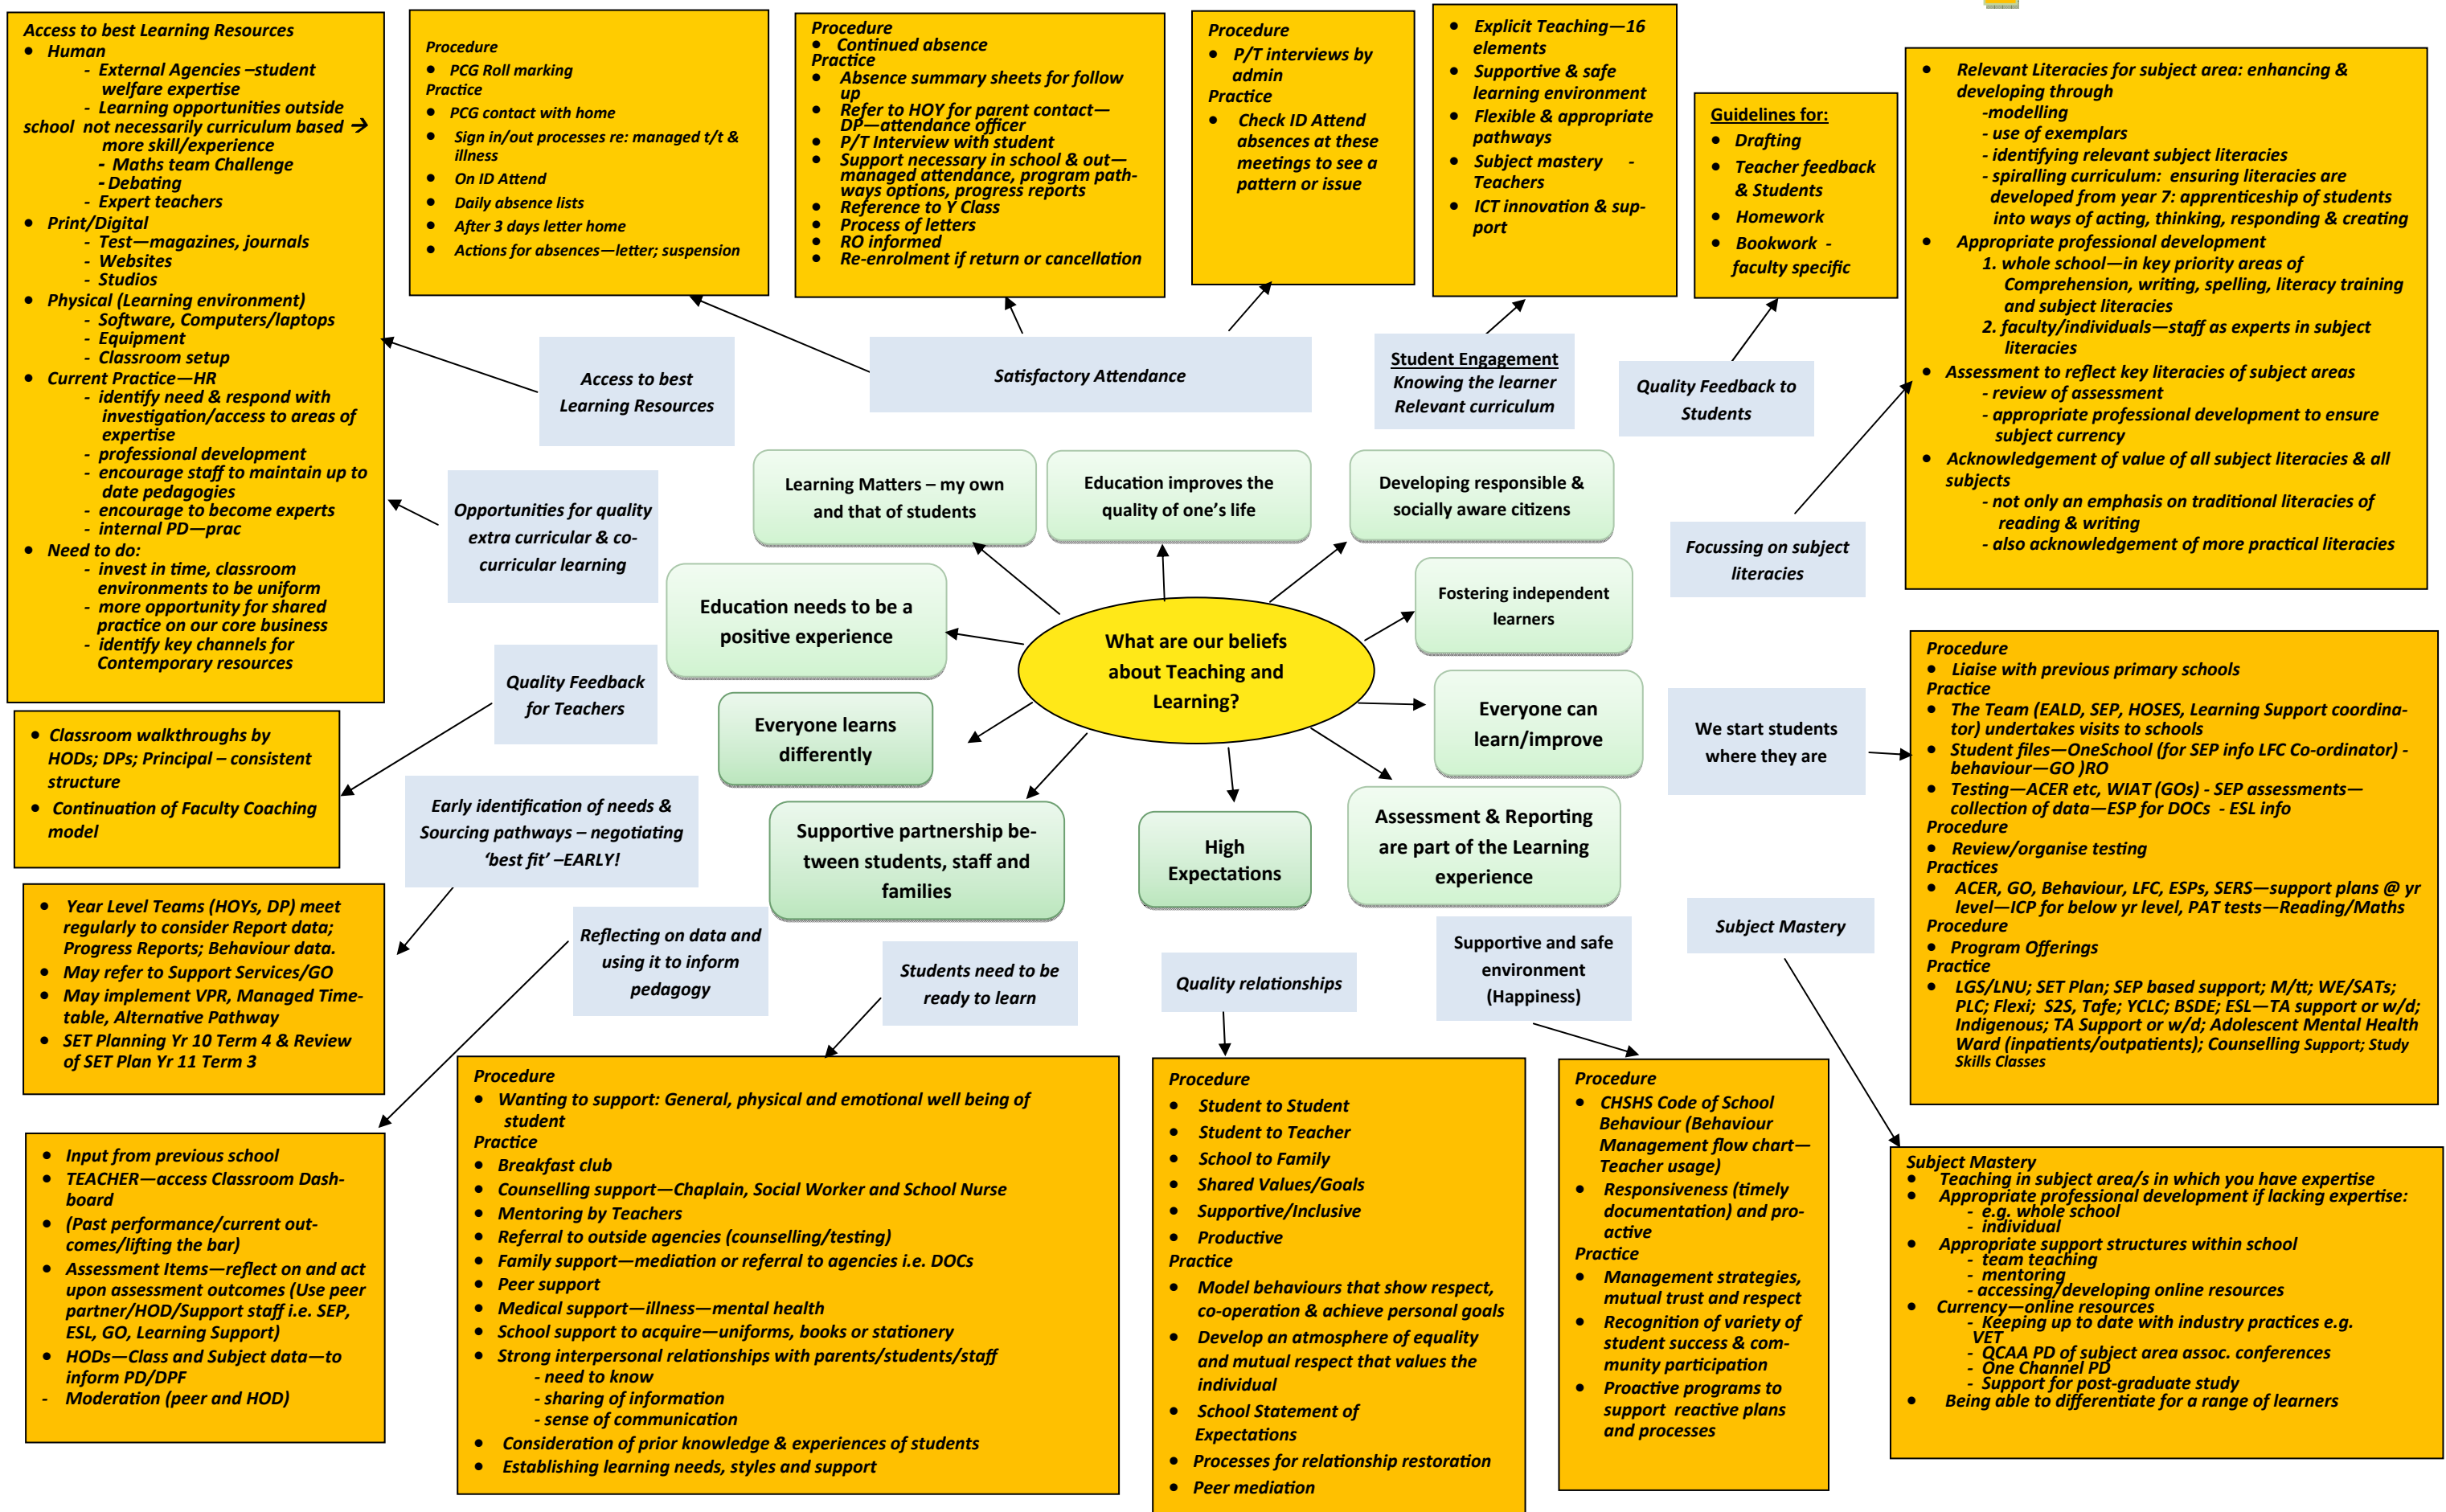 Access to best Learning Resources
• Human
- External Agencies –student
welfare expertise
- Learning opportunities outside
school not necessarily curriculum based →
more skill/experience
- Maths team Challenge
- Debating
- Expert teachers
• Print/Digital
- Test—magazines, journals
- Websites
- Studios
• Physical (Learning environment)
- Software, Computers/laptops
- Equipment
- Classroom setup
• Current Practice—HR
- identify need & respond with
investigation/access to areas of
expertise
- professional development
- encourage staff to maintain up to
date pedagogies
- encourage to become experts
- internal PD—prac
• Need to do:
- invest in time, classroom
environments to be uniform
- more opportunity for shared
practice on our core business
- identify key channels for
Contemporary resources
Procedure
• PCG Roll marking
Practice
• PCG contact with home
• Sign in/out processes re: managed t/t &
illness
• On ID Attend
• Daily absence lists
• After 3 days letter home
• Actions for absences—letter; suspension
Procedure
• Continued absence
Practice
• Absence summary sheets for follow
up
• Refer to HOY for parent contact—
DP—attendance officer
• P/T Interview with student
• Support necessary in school & out—
managed attendance, program path-
ways options, progress reports
• Reference to Y Class
• Process of letters
• RO informed
• Re-enrolment if return or cancellation
Procedure
• P/T interviews by
admin
Practice
• Check ID Attend
absences at these
meetings to see a
pattern or issue
• Explicit Teaching—16
elements
• Supportive & safe
learning environment
• Flexible & appropriate
pathways
• Subject mastery -
Teachers
• ICT innovation & sup-
port
Guidelines for:
• Drafting
• Teacher feedback
& Students
• Homework
• Bookwork -
faculty specific
• Relevant Literacies for subject area: enhancing &
developing through
-modelling
- use of exemplars
- identifying relevant subject literacies
- spiralling curriculum: ensuring literacies are
developed from year 7: apprenticeship of students
into ways of acting, thinking, responding & creating
• Appropriate professional development
1. whole school—in key priority areas of
Comprehension, writing, spelling, literacy training
and subject literacies
2. faculty/individuals—staff as experts in subject
literacies
• Assessment to reflect key literacies of subject areas
- review of assessment
- appropriate professional development to ensure
subject currency
• Acknowledgement of value of all subject literacies & all
subjects
- not only an emphasis on traditional literacies of
reading & writing
- also acknowledgement of more practical literacies
Access to best
Learning Resources
Satisfactory Attendance
Student Engagement
Knowing the learner
Relevant curriculum
Quality Feedback to
Students
Opportunities for quality
extra curricular & co-
curricular learning
Learning Matters – my own
and that of students
Education improves the
quality of one's life
Developing responsible &
socially aware citizens
Focussing on subject
literacies
Education needs to be a
positive experience
What are our beliefs
about Teaching and
Learning?
Fostering independent
learners
Quality Feedback
for Teachers
Everyone learns
differently
Everyone can
learn/improve
We start students
where they are
• Classroom walkthroughs by
HODs; DPs; Principal – consistent
structure
• Continuation of Faculty Coaching
model
Early identification of needs &
Sourcing pathways – negotiating
‘best fit’ –EARLY!
Supportive partnership be-
tween students, staff and
families
High
Expectations
Assessment & Reporting
are part of the Learning
experience
Procedure
• Liaise with previous primary schools
Practice
• The Team (EALD, SEP, HOSES, Learning Support coordina-
tor) undertakes visits to schools
• Student files—OneSchool (for SEP info LFC Co-ordinator) -
behaviour—GO )RO
• Testing—ACER etc, WIAT (GOs) - SEP assessments—
collection of data—ESP for DOCs - ESL info
Procedure
• Review/organise testing
Practices
• ACER, GO, Behaviour, LFC, ESPs, SERS—support plans @ yr
level—ICP for below yr level, PAT tests—Reading/Maths
Procedure
• Program Offerings
Practice
• LGS/LNU; SET Plan; SEP based support; M/tt; WE/SATs;
PLC; Flexi; S2S, Tafe; YCLC; BSDE; ESL—TA support or w/d;
Indigenous; TA Support or w/d; Adolescent Mental Health
Ward (inpatients/outpatients); Counselling Support; Study
Skills Classes
• Year Level Teams (HOYs, DP) meet
regularly to consider Report data;
Progress Reports; Behaviour data.
• May refer to Support Services/GO
• May implement VPR, Managed Time-
table, Alternative Pathway
• SET Planning Yr 10 Term 4 & Review
of SET Plan Yr 11 Term 3
Reflecting on data and
using it to inform
pedagogy
Students need to be
ready to learn
Quality relationships
Supportive and safe
environment
(Happiness)
Subject Mastery
• Input from previous school
• TEACHER—access Classroom Dash-
board
• (Past performance/current out-
comes/lifting the bar)
• Assessment Items—reflect on and act
upon assessment outcomes (Use peer
partner/HOD/Support staff i.e. SEP,
ESL, GO, Learning Support)
• HODs—Class and Subject data—to
inform PD/DPF
- Moderation (peer and HOD)
Procedure
• Wanting to support: General, physical and emotional well being of
student
Practice
• Breakfast club
• Counselling support—Chaplain, Social Worker and School Nurse
• Mentoring by Teachers
• Referral to outside agencies (counselling/testing)
• Family support—mediation or referral to agencies i.e. DOCs
• Peer support
• Medical support—illness—mental health
• School support to acquire—uniforms, books or stationery
• Strong interpersonal relationships with parents/students/staff
- need to know
- sharing of information
- sense of communication
• Consideration of prior knowledge & experiences of students
• Establishing learning needs, styles and support
Procedure
• Student to Student
• Student to Teacher
• School to Family
• Shared Values/Goals
• Supportive/Inclusive
• Productive
Practice
• Model behaviours that show respect,
co-operation & achieve personal goals
• Develop an atmosphere of equality
and mutual respect that values the
individual
• School Statement of
Expectations
• Processes for relationship restoration
• Peer mediation
Procedure
• CHSHS Code of School
Behaviour (Behaviour
Management flow chart—
Teacher usage)
• Responsiveness (timely
documentation) and pro-
active
Practice
• Management strategies,
mutual trust and respect
• Recognition of variety of
student success & com-
munity participation
• Proactive programs to
support reactive plans
and processes
Subject Mastery
• Teaching in subject area/s in which you have expertise
• Appropriate professional development if lacking expertise:
- e.g. whole school
- individual
• Appropriate support structures within school
- team teaching
- mentoring
- accessing/developing online resources
• Currency—online resources
- Keeping up to date with industry practices e.g.
VET
- QCAA PD of subject area assoc. conferences
- One Channel PD
- Support for post-graduate study
• Being able to differentiate for a range of learners